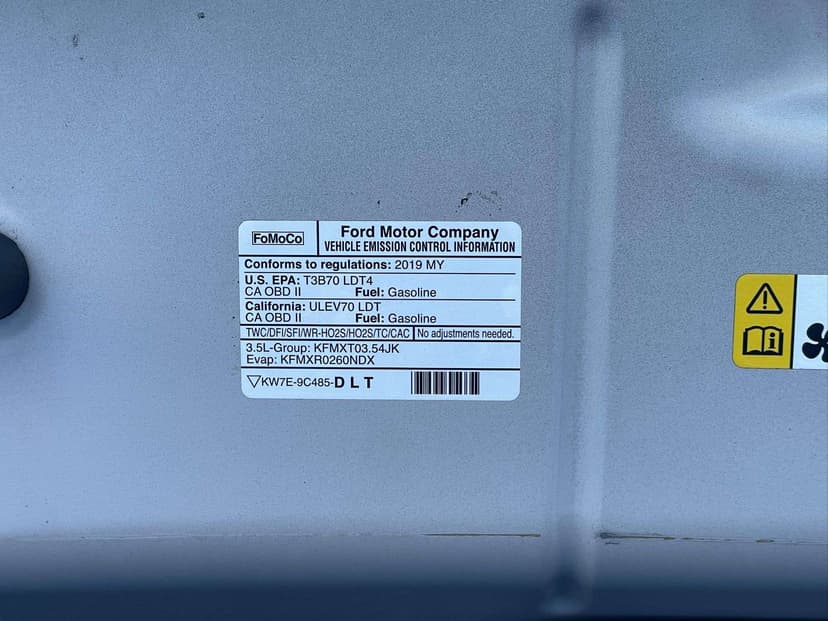 FoMoCo
Ford Motor Company
VEHICLE EMISSION CONTROL INFORMATION
Conforms to regulations: 2019 MY
U.S. EPA: T3B70 LDT4
CA OBD II Fuel: Gasoline
California: ULEV70 LDT
CA OBD II Fuel: Gasoline
TWC/DFI/SFI/WR-HO2S/HO2S/TC/CAC No adjustments needed.
3.5L-Group: KFMXT03.54JK
Evap: KFMXR0260NDX
KW7E-9C485-DLT